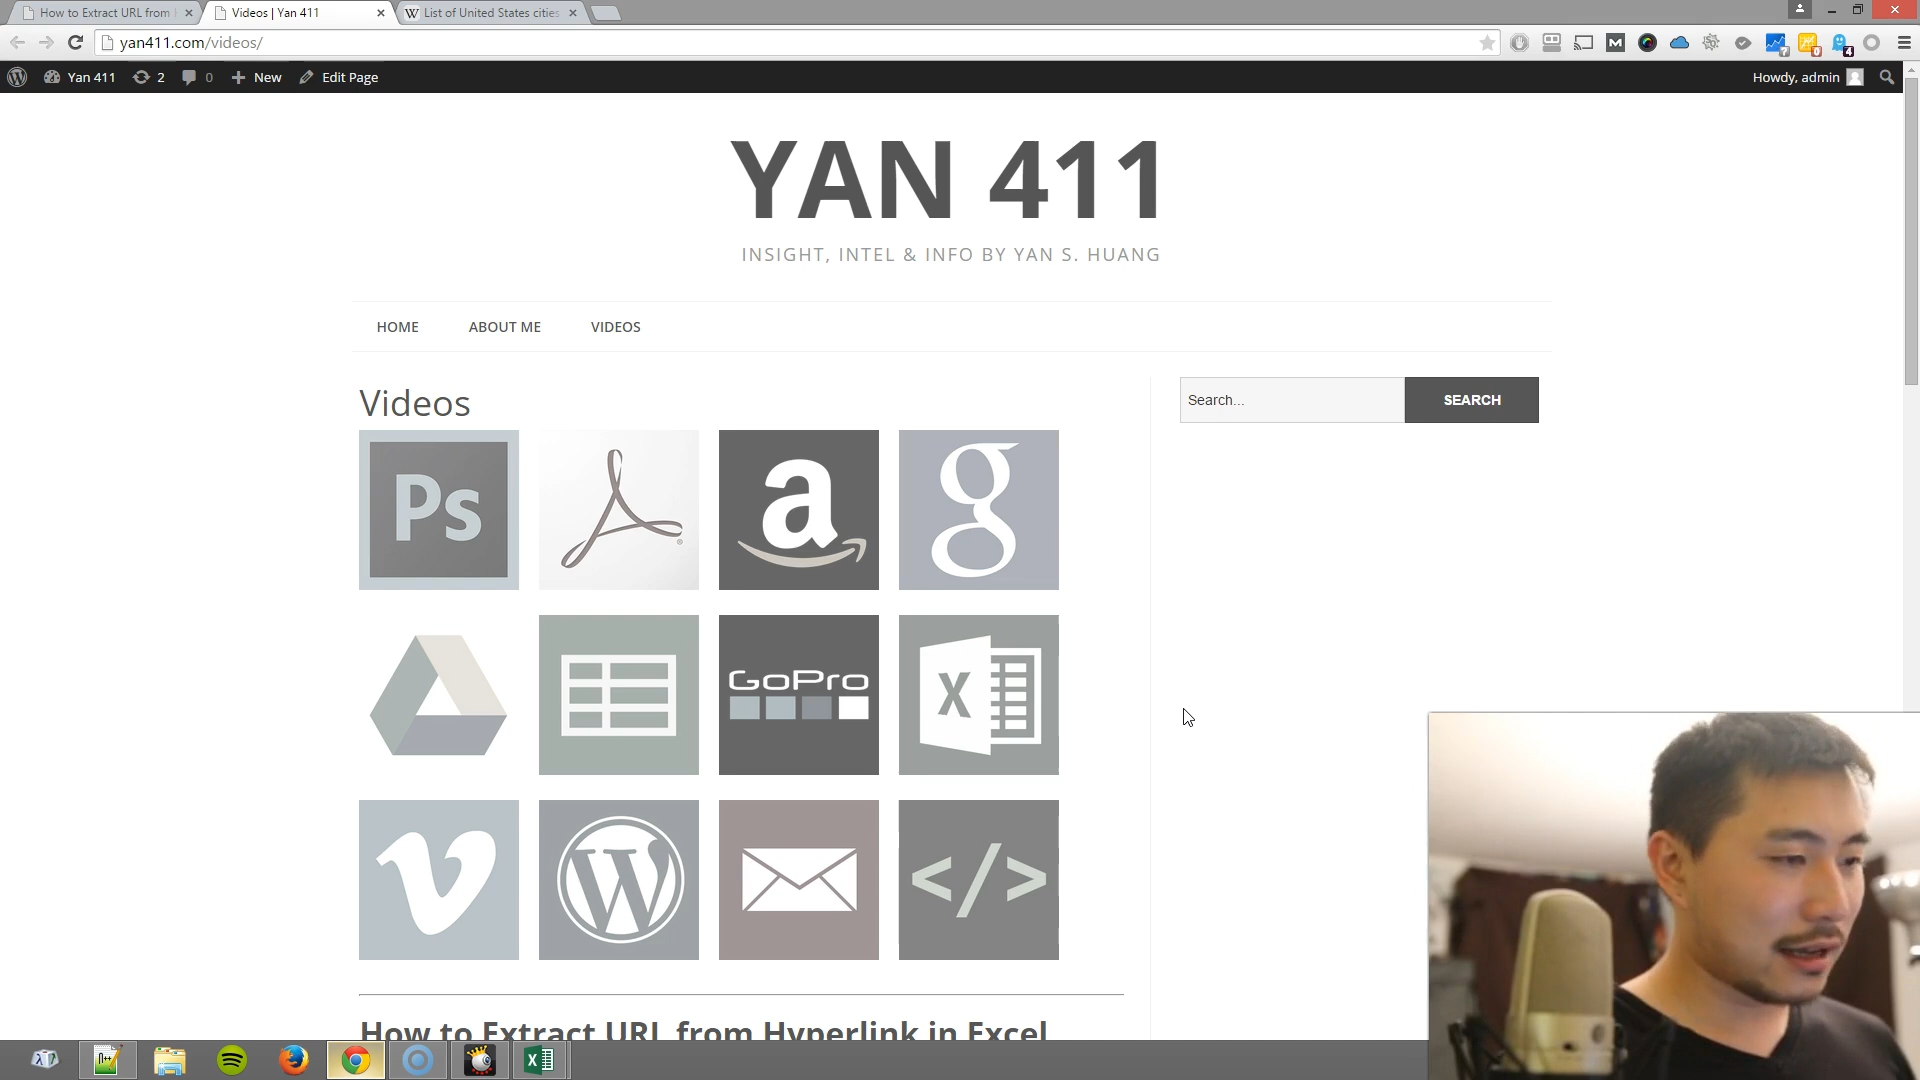 How to Extract URL from
Videos | Yan 411
List of United States cities
yan411.com/videos/
Yan 411
2
0
New
Edit Page
Howdy, admin
YAN 411
INSIGHT, INTEL & INFO BY YAN S. HUANG
HOME
ABOUT ME
VIDEOS
Videos
Search...
SEARCH
Ps
a
g
GoPro
X
W
</>
How to Extract URL from Hyperlink in Excel